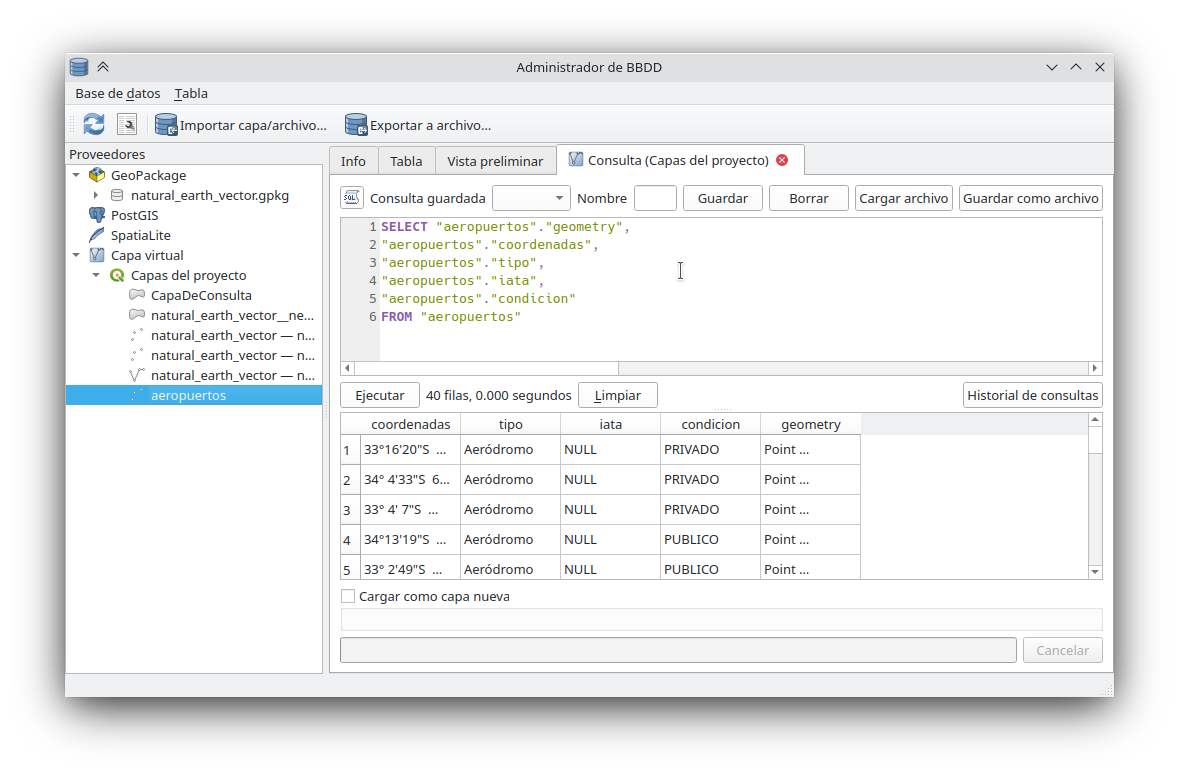 Administrador de BBDD
Base de datos Tabla
Importar capa/archivo... Exportar a archivo...
Proveedores
GeoPackage
natural_earth_vector.gpkg
PostGIS
SpatiaLite
Capa virtual
Capas del proyecto
CapaDeConsulta
natural_earth_vector__ne...
natural_earth_vector — n...
natural_earth_vector — n...
natural_earth_vector — n...
aeropuertos
Info Tabla Vista preliminar Consulta (Capas del proyecto)
SQL Consulta guardada Nombre Guardar Borrar Cargar archivo Guardar como archivo
1 SELECT "aeropuertos"."geometry",
2 "aeropuertos"."coordenadas",
3 "aeropuertos"."tipo",
4 "aeropuertos"."iata",
5 "aeropuertos"."condicion"
6 FROM "aeropuertos"
Ejecutar 40 filas, 0.000 segundos Limpiar Historial de consultas
coordenadas tipo iata condicion geometry
1 33°16'20"S ... Aeródromo NULL PRIVADO Point ...
2 34° 4'33"S 6... Aeródromo NULL PRIVADO Point ...
3 33° 4' 7"S ... Aeródromo NULL PRIVADO Point ...
4 34°13'19"S ... Aeródromo NULL PUBLICO Point ...
5 33° 2'49"S ... Aeródromo NULL PUBLICO Point ...
Cargar como capa nueva
Cancelar